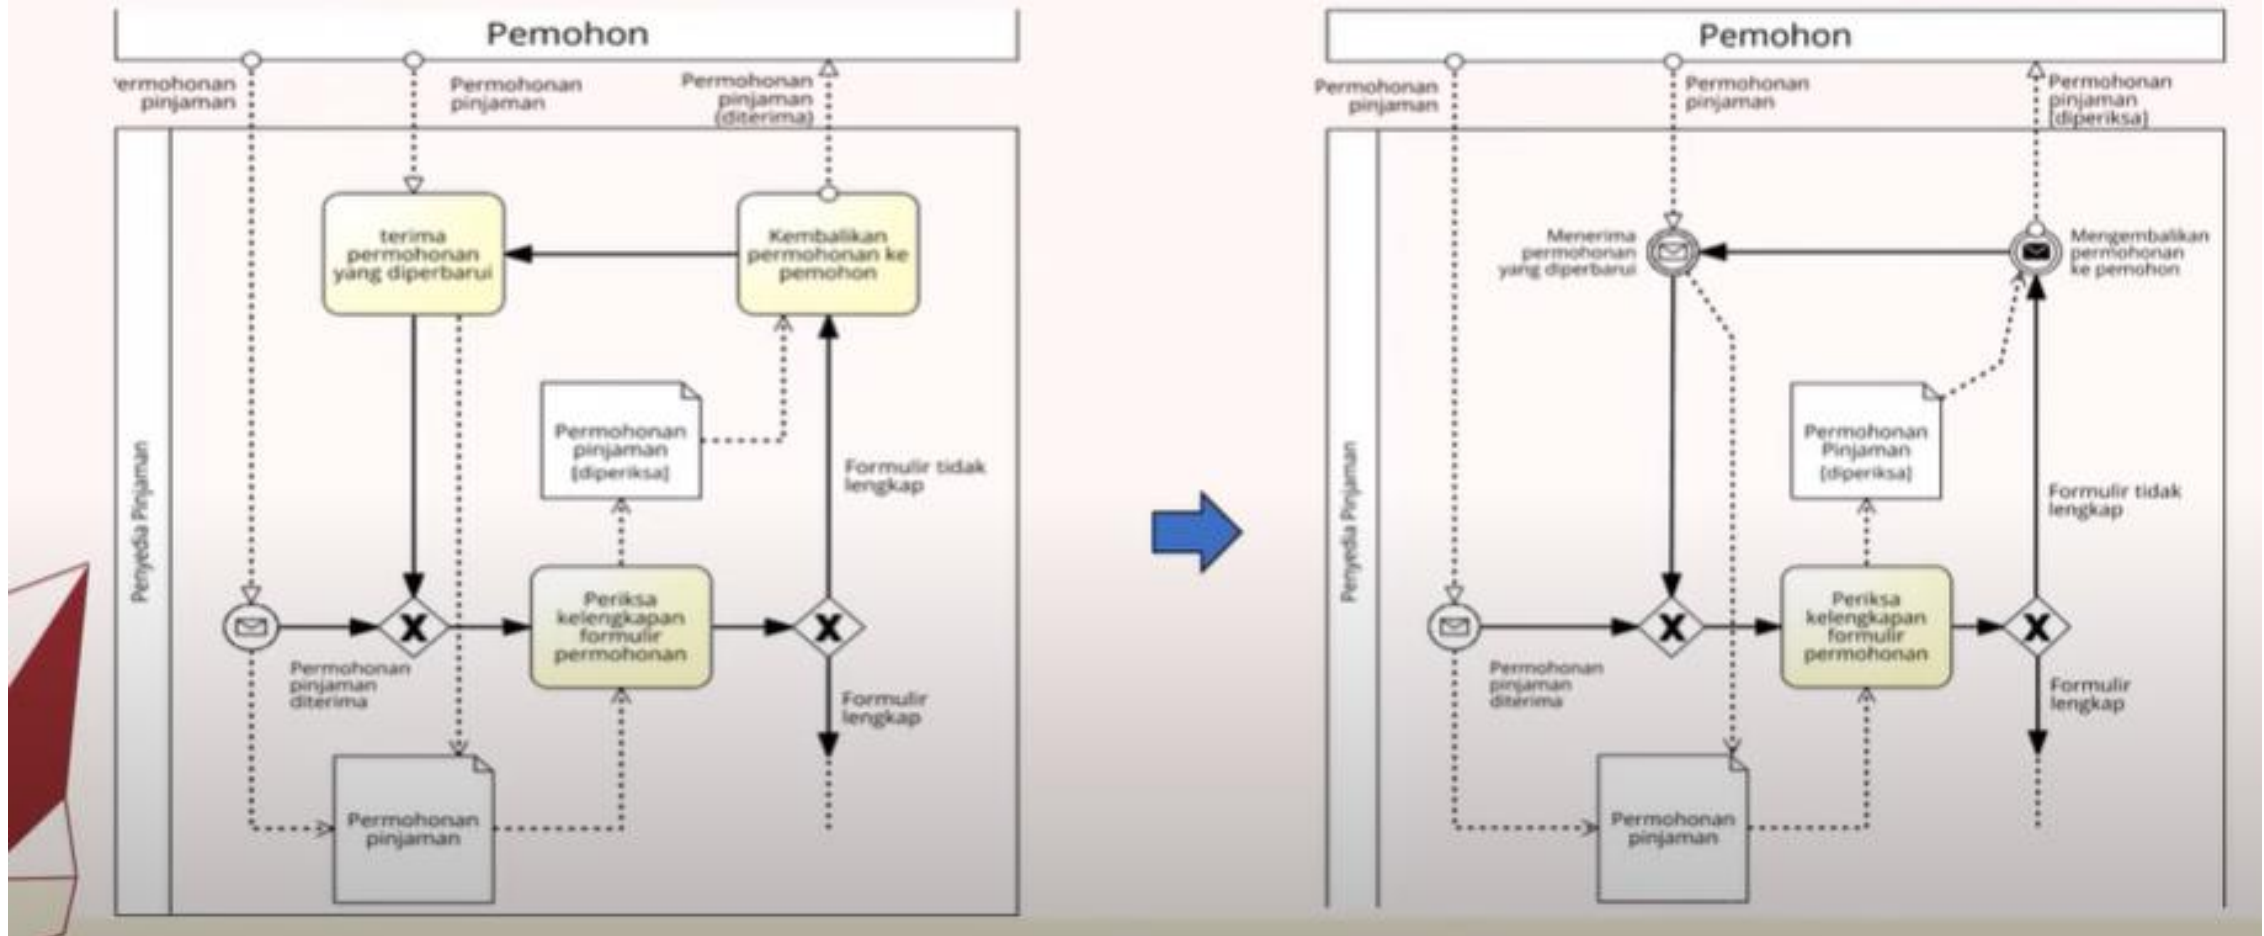 Pemohon
permohonan
pinjaman
Permohonan
pinjaman
Permohonan
pinjaman
(diterima)
terima
permohonan
yang diperbarui
Kembalikan
permohonan ke
pemohon
Permohonan
pinjaman
[diperiksa]
Formulir tidak
lengkap
Penyedia Pinjaman
Periksa
kelengkapan
formulir
permohonan
X
X
Permohonan
pinjaman
diterima
Formulir
lengkap
Permohonan
pinjaman
Pemohon
Permohonan
pinjaman
Permohonan
pinjaman
Permohonan
pinjaman
[diperiksa]
Menerima
permohonan
yang diperbarui
Mengembalikan
permohonan
ke pemohon
Permohonan
Pinjaman
[diperiksa]
Formulir tidak
lengkap
Penyedia Pinjaman
Periksa
kelengkapan
formulir
permohonan
X
X
Permohonan
pinjaman
diterima
Formulir
lengkap
Permohonan
pinjaman